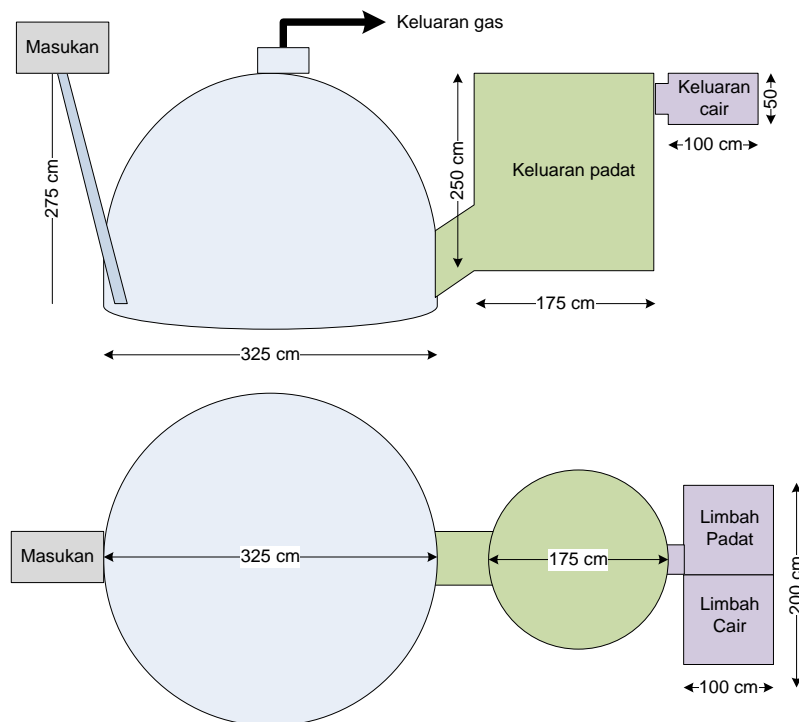 Keluaran gas
Masukan
Keluaran
cair
50
100 cm
275 cm
250 cm
Keluaran padat
175 cm
325 cm
Masukan
325 cm
175 cm
Limbah
Padat
Limbah
Cair
200 cm
100 cm